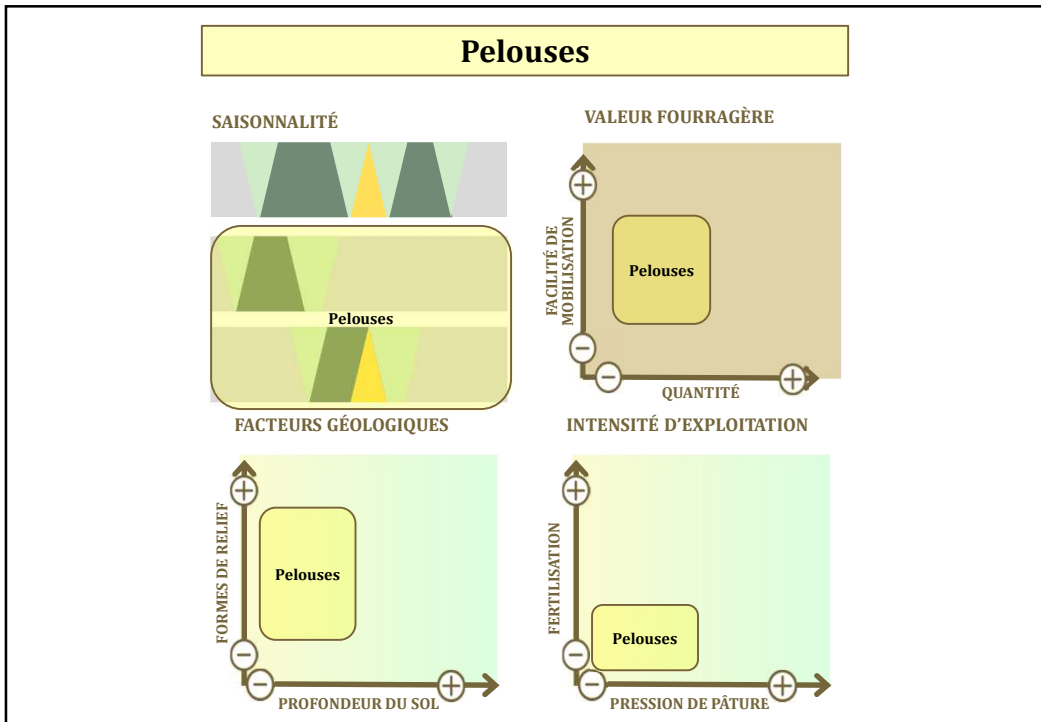 Pelouses
SAISONNALITÉ
Pelouses
VALEUR FOURRAGÈRE
FACILITÉ DE
MOBILISATION
+
Pelouses
−
−
+
QUANTITÉ
FACTEURS GÉOLOGIQUES
FORMES DE RELIEF
+
Pelouses
−
−
+
PROFONDEUR DU SOL
INTENSITÉ D’EXPLOITATION
FERTILISATION
+
Pelouses
−
−
+
PRESSION DE PÂTURE